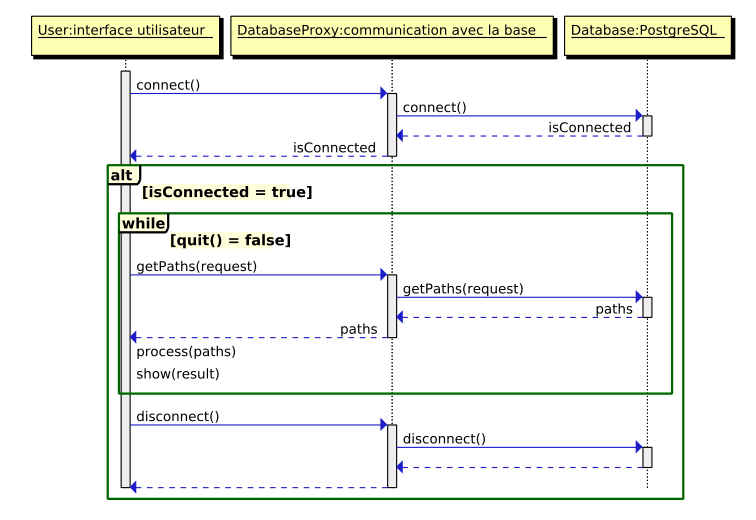 User:interface utilisateur
DatabaseProxy:communication avec la base
Database:PostgreSQL
connect()
connect()
isConnected
isConnected
alt
[isConnected = true]
while
[quit() = false]
getPaths(request)
getPaths(request)
paths
paths
process(paths)
show(result)
disconnect()
disconnect()